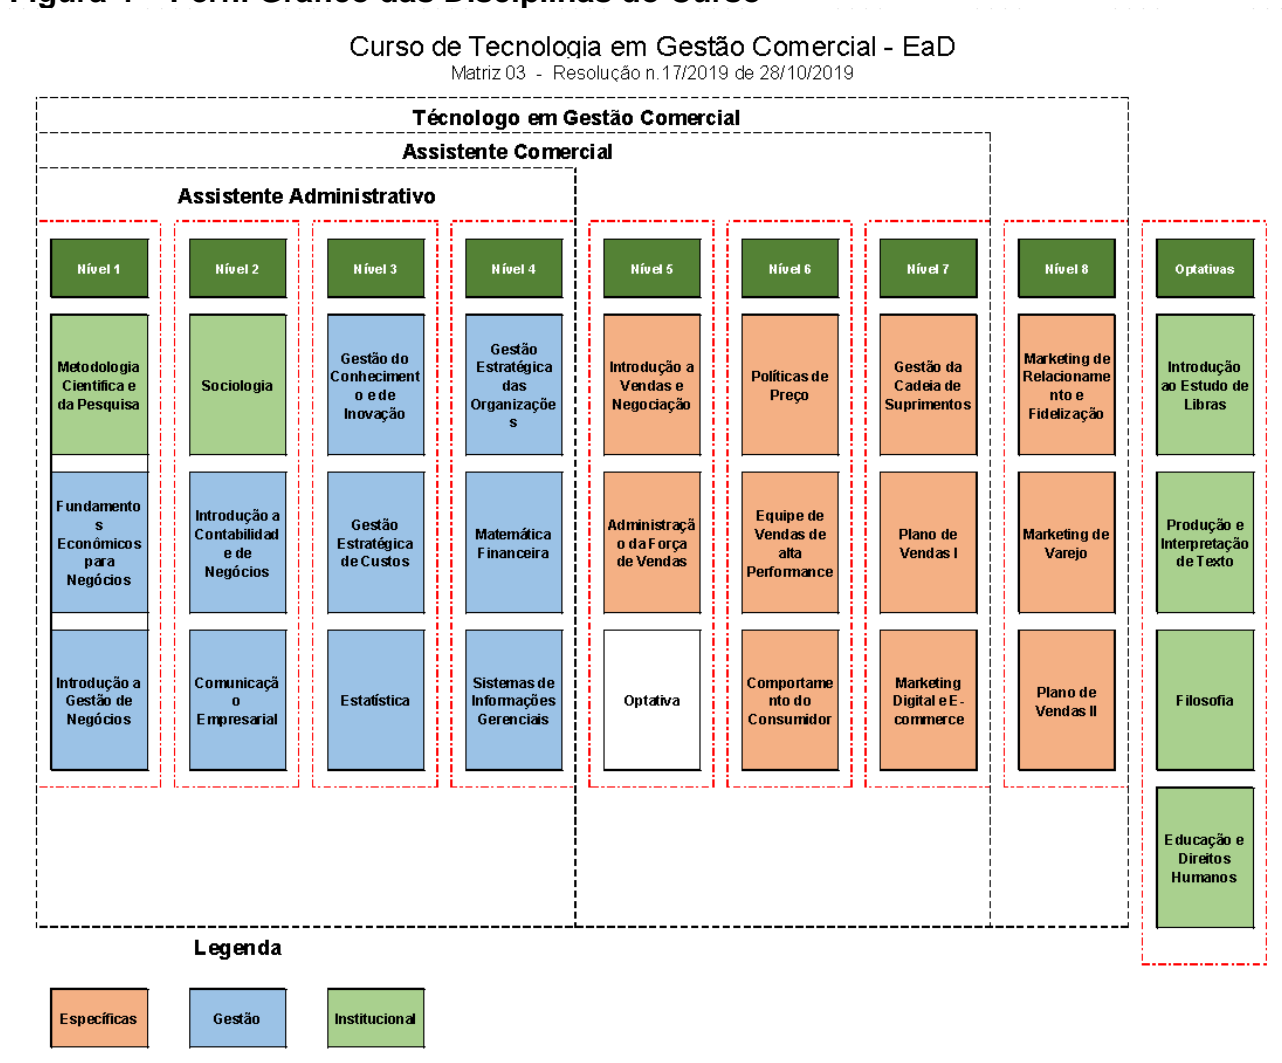 Curso de Tecnologia em Gestão Comercial - EaD
Matriz 03 - Resolução n.17/2019 de 28/10/2019
Técnologo em Gestão Comercial
Assistente Comercial
Assistente Administrativo
Nível 1
Nível 2
Nível 3
Nível 4
Nível 5
Nível 6
Nível 7
Nível 8
Optativas
Metodologia
Científica e
da Pesquisa
Sociologia
Gestão do
Conheciment
o e de
Inovação
Gestão
Estratégica
das
Organizaçõe
s
Introdução a
Vendas e
Negociação
Políticas de
Preço
Gestão da
Cadeia de
Suprimentos
Marketing de
Relacioname
nto e
Fidelização
Introdução
ao Estudo de
Libras
Fundamento
s
Econômicos
para
Negócios
Introdução a
Contabilidad
e de
Negócios
Gestão
Estratégica
de Custos
Matemática
Financeira
Administraçã
o da Força
de Vendas
Equipe de
Vendas de
alta
Performance
Plano de
Vendas I
Marketing de
Varejo
Produção e
Interpretação
de Texto
Introdução a
Gestão de
Negócios
Comunicaçã
o
Empresarial
Estatística
Sistemas de
Informações
Gerenciais
Optativa
Comportame
nto do
Consumidor
Marketing
Digital e E-
commerce
Plano de
Vendas II
Filosofia
Educação e
Direitos
Humanos
Legenda
Específicas
Gestão
Institucional